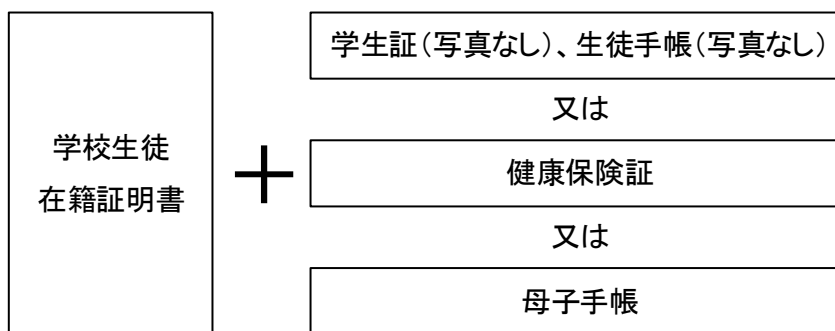 学校生徒
在籍証明書
＋
学生証（写真なし）、生徒手帳（写真なし）
又は
健康保険証
又は
母子手帳